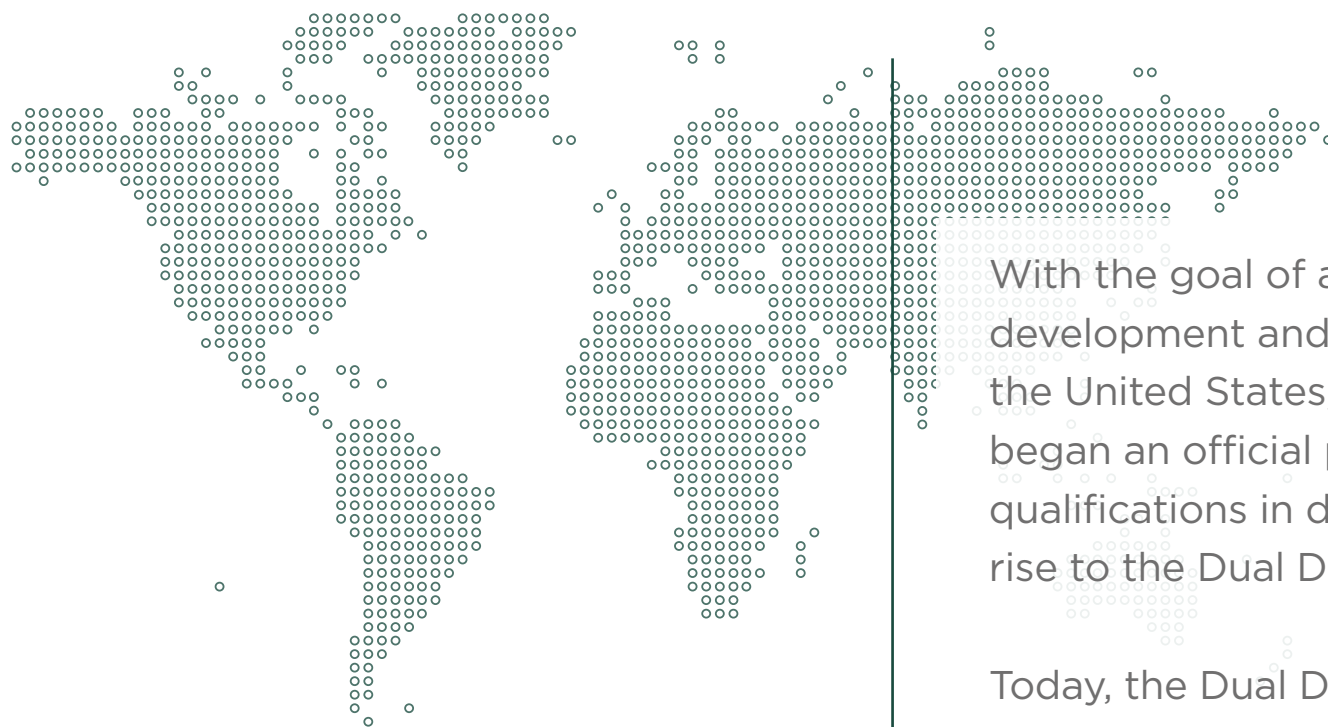 With the goal of
development and
the United States,
began an official
qualifications in
rise to the Dual
Today, the Dual